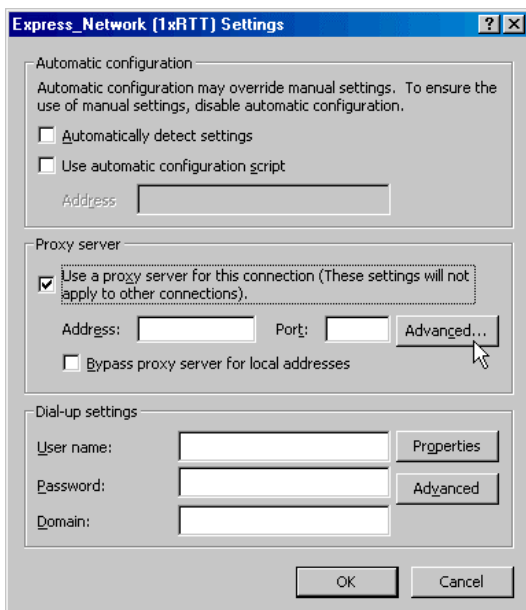 Express_Network (1xRTT) Settings
Automatic configuration
Automatic configuration may override manual settings. To ensure the
use of manual settings, disable automatic configuration.
Automatically detect settings
Use automatic configuration script
Address
Proxy server
Use a proxy server for this connection (These settings will not
apply to other connections).
Address: Port: Advanced...
Bypass proxy server for local addresses
Dial-up settings
User name: Properties
Password: Advanced
Domain:
OK Cancel